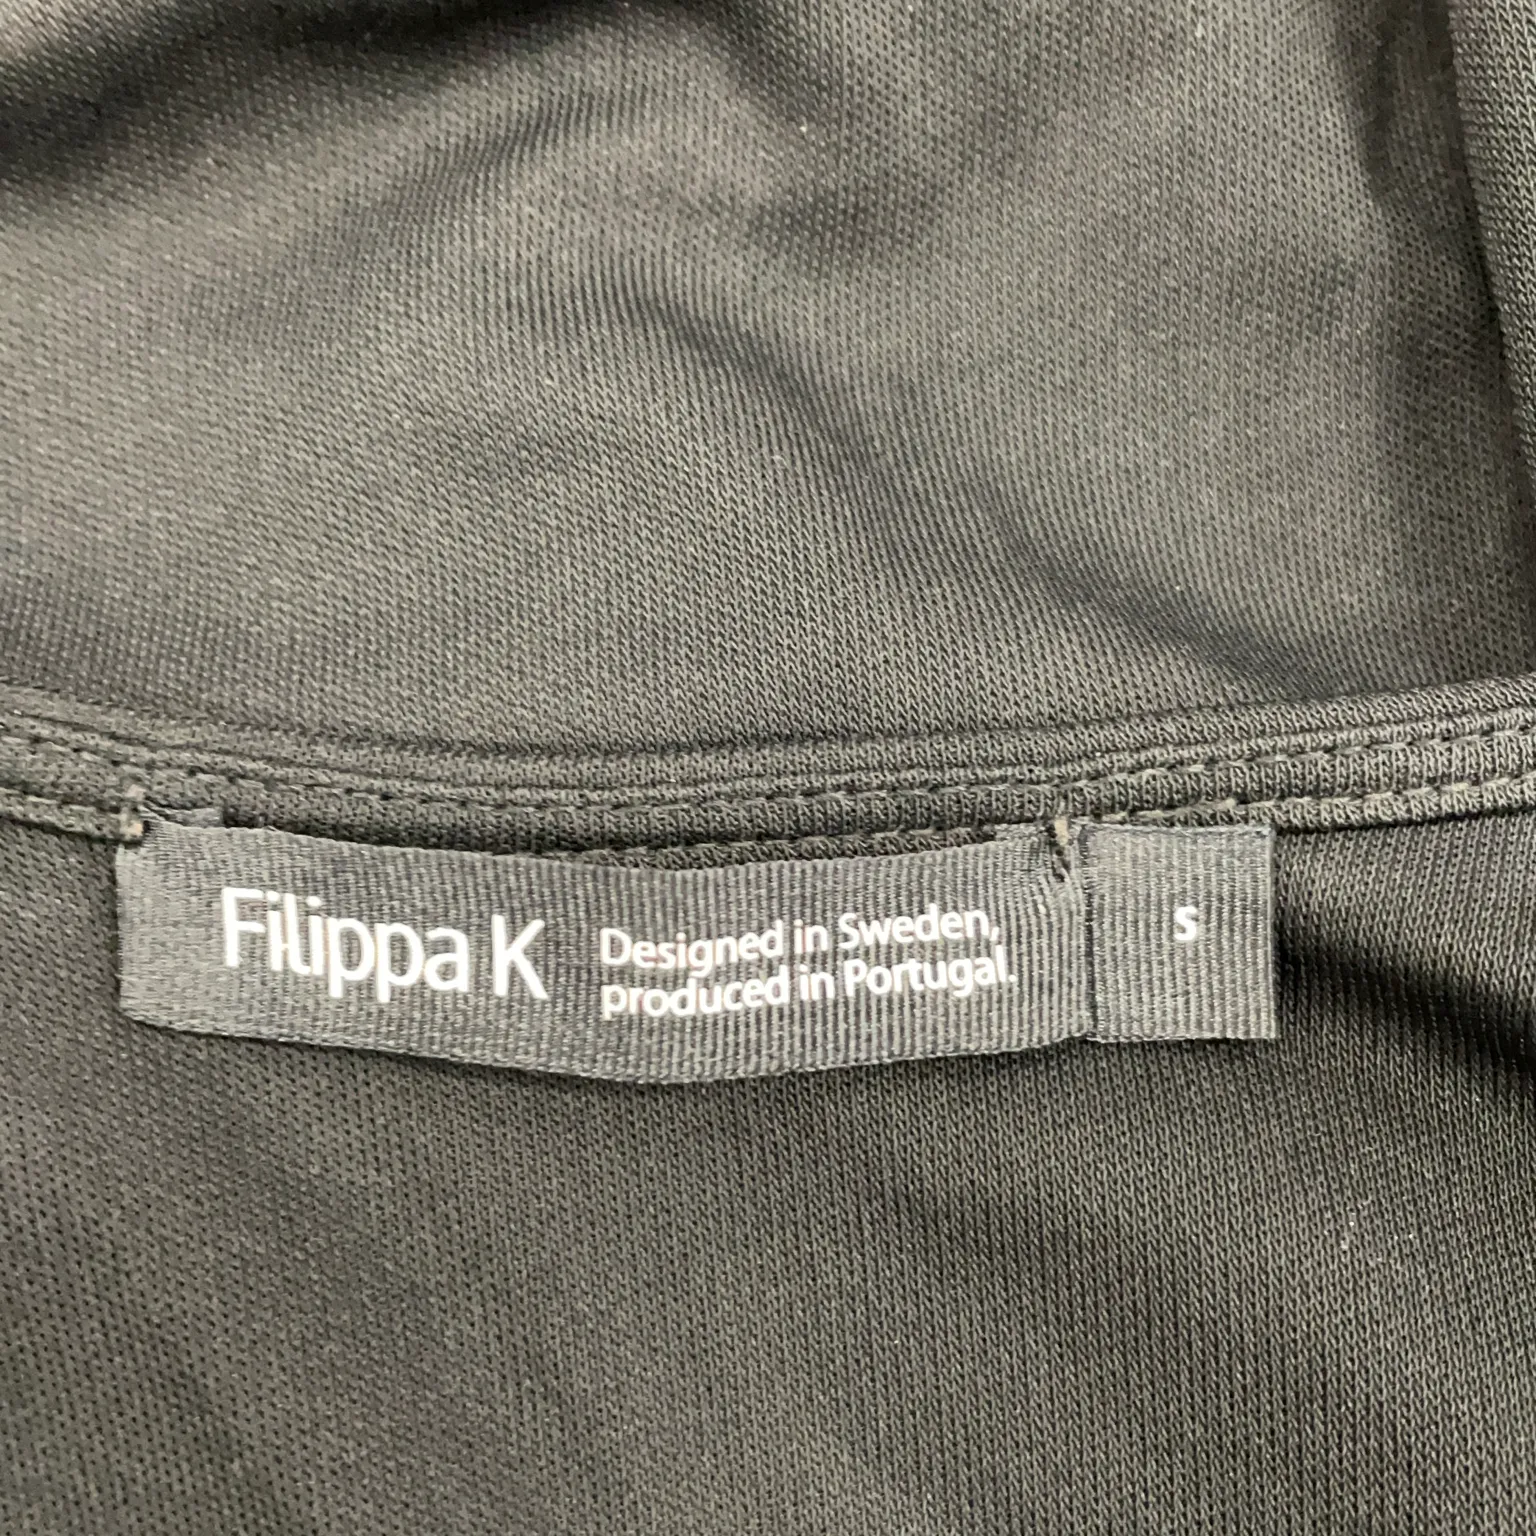 Filippa K
Designed in Sweden,
produced in Portugal.
S